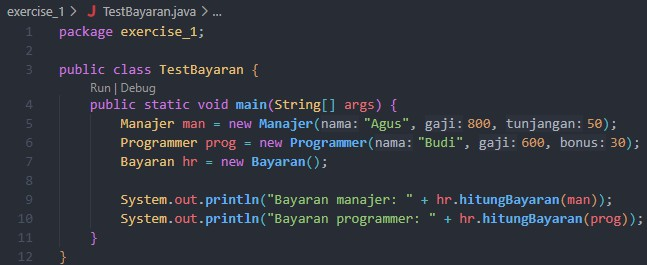 exercise_1 > J TestBayaran.java > ...
1 package exercise_1;
2
3 public class TestBayaran {
Run | Debug
4 public static void main(String[] args) {
5 Manajer man = new Manajer(nama: "Agus", gaji: 800, tunjangan: 50);
6 Programmer prog = new Programmer(nama: "Budi", gaji: 600, bonus: 30);
7 Bayaran hr = new Bayaran();
8
9 System.out.println("Bayaran manajer: " + hr.hitungBayaran(man));
10 System.out.println("Bayaran programmer: " + hr.hitungBayaran(prog));
11 }
12 }